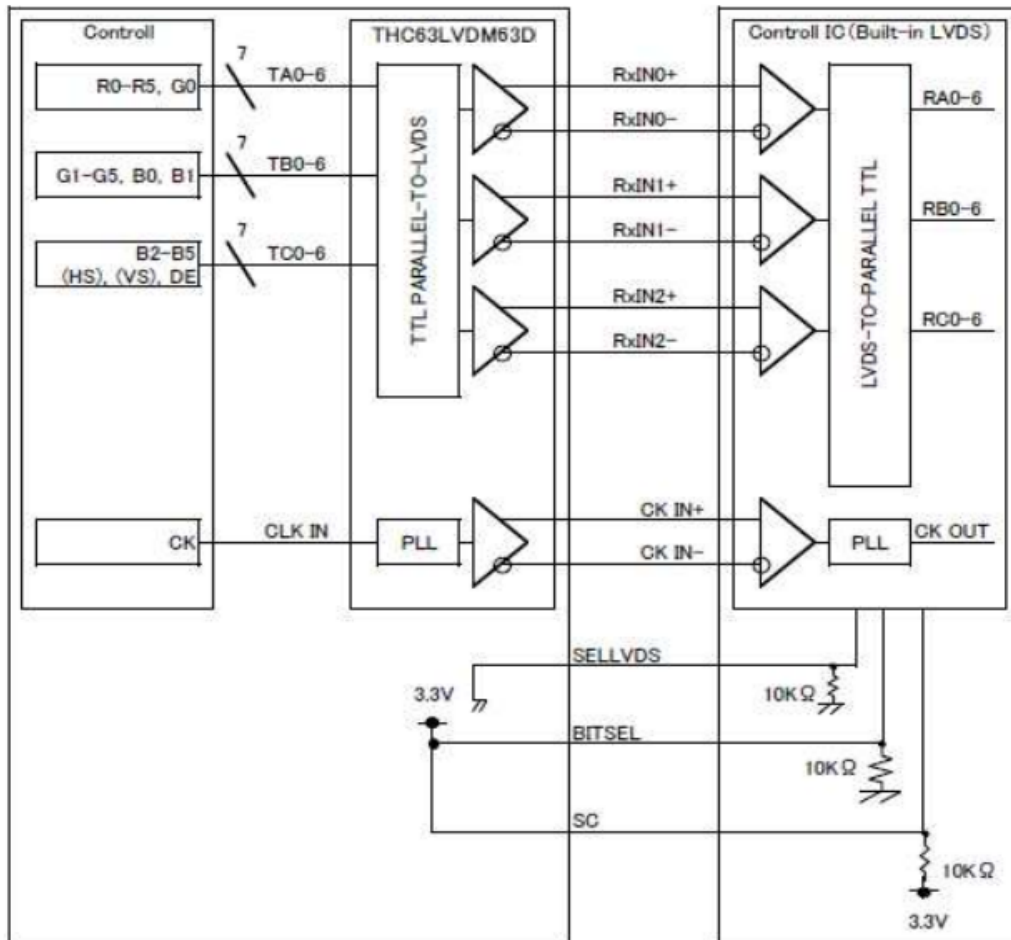 Controll
THC63LVDM63D
Controll IC(Built-in LVDS)
R0-R5, G0
7
TA0-6
RxIN0+
RxIN0-
RA0-6
G1-G5, B0, B1
7
TB0-6
RxIN1+
RxIN1-
RB0-6
B2-B5
(HS), (VS), DE
7
TC0-6
RxIN2+
RxIN2-
RC0-6
TTL PARALLEL-TO-LVDS
LVDS-TO-PARALLEL TTL
CK
CLK IN
PLL
CK IN+
CK IN-
PLL
CK OUT
SELLVDS
10KΩ
3.3V
BITSEL
10KΩ
SC
10KΩ
3.3V